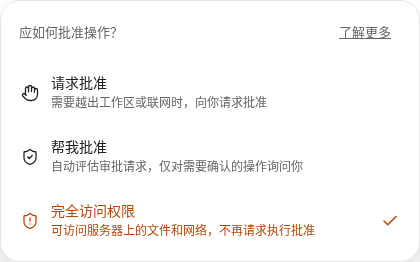 应如何批准操作？
了解更多
请求批准
需要越出工作区或联网时，向你请求批准
帮我批准
自动评估审批请求，仅对需要确认的操作询问你
完全访问权限
可访问服务器上的文件和网络，不再请求执行批准